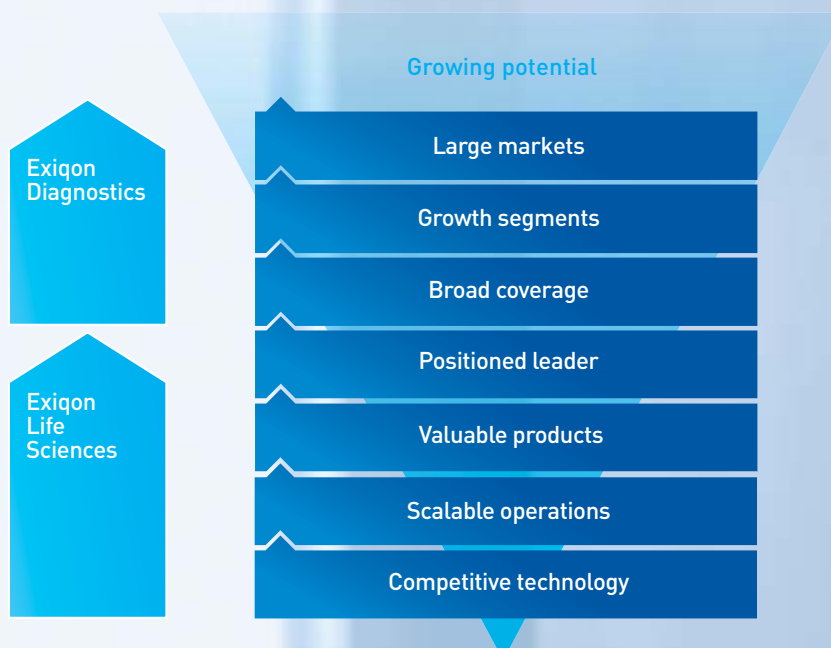 Growing potential
Exiqon
Diagnostics
Large markets
Growth segments
Broad coverage
Exiqon
Life
Sciences
Positioned leader
Valuable products
Scalable operations
Competitive technology